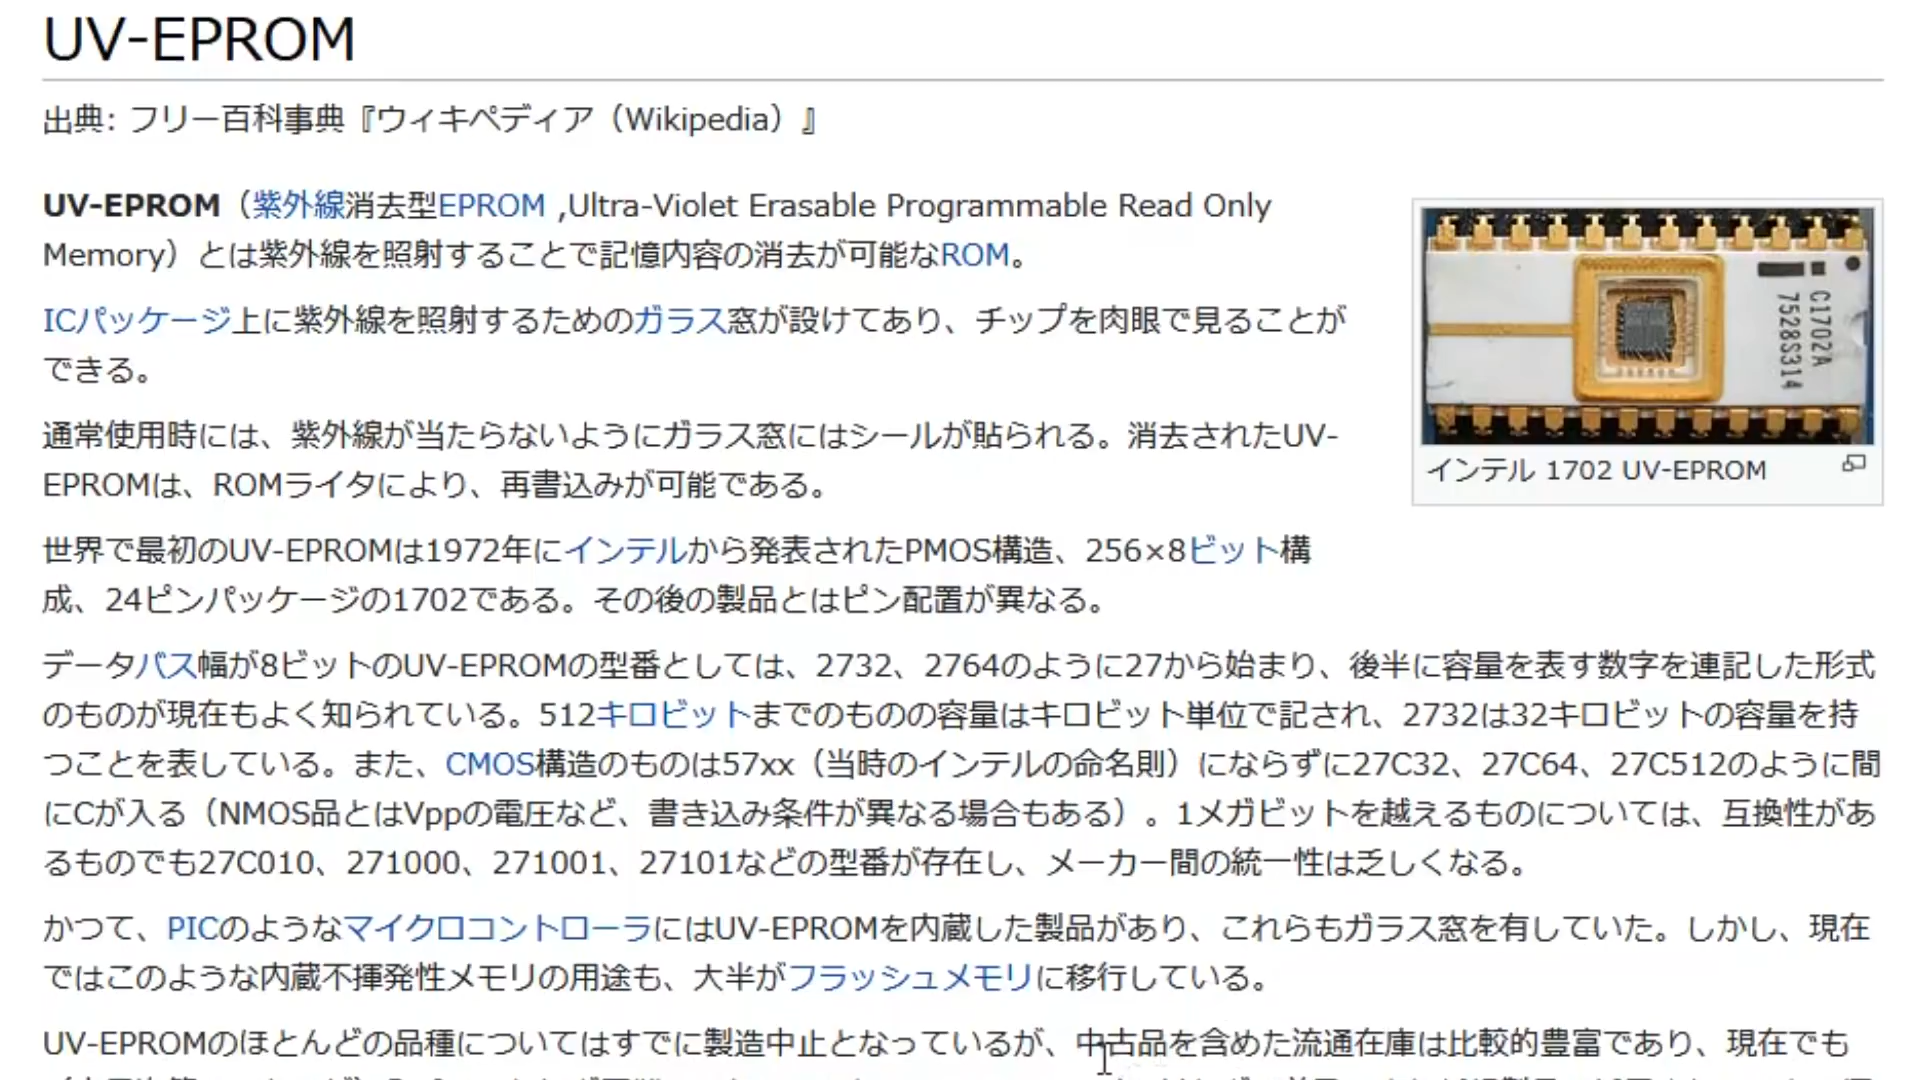 UV-EPROM
出典: フリー百科事典『ウィキペディア（Wikipedia）』
UV-EPROM（紫外線消去型EPROM ,Ultra-Violet Erasable Programmable Read Only
Memory）とは紫外線を照射することで記憶内容の消去が可能なROM。
ICパッケージ上に紫外線を照射するためのガラス窓が設けてあり、チップを肉眼で見ることが
できる。
通常使用時には、紫外線が当たらないようにガラス窓にはシールが貼られる。消去されたUV-
EPROMは、ROMライタにより、再書込みが可能である。
世界で最初のUV-EPROMは1972年にインテルから発表されたPMOS構造、256×8ビット構
成、24ピンパッケージの1702である。その後の製品とはピン配置が異なる。
C1702A
7528S314
インテル 1702 UV-EPROM
データバス幅が8ビットのUV-EPROMの型番としては、2732、2764のように27から始まり、後半に容量を表す数字を連記した形式
のものが現在もよく知られている。512キロビットまでのものの容量はキロビット単位で記され、2732は32キロビットの容量を持
つことを表している。また、CMOS構造のものは57xx（当時のインテルの命名則）にならずに27C32、27C64、27C512のように間
にCが入る（NMOS品とはVppの電圧など、書き込み条件が異なる場合もある）。1メガビットを越えるものについては、互換性があ
るものでも27C010、271000、271001、27101などの型番が存在し、メーカー間の統一性は乏しくなる。
かつて、PICのようなマイクロコントローラにはUV-EPROMを内蔵した製品があり、これらもガラス窓を有していた。しかし、現在
ではこのような内蔵不揮発性メモリの用途も、大半がフラッシュメモリに移行している。
UV-EPROMのほとんどの品種についてはすでに製造中止となっているが、中古品を含めた流通在庫は比較的豊富であり、現在でも